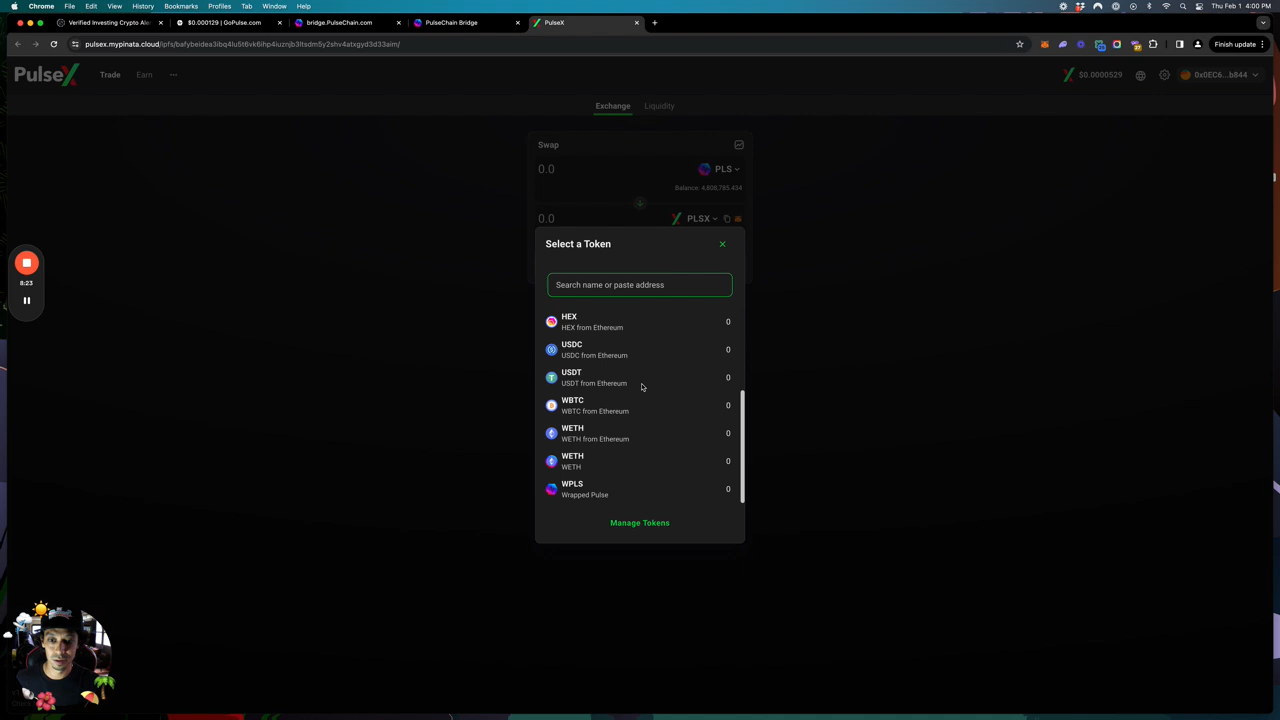 Chrome File Edit View History Bookmarks Profiles Tab Window Help
Thu Feb 1 4:00 PM
Verified Investing Crypto Ale
$0.000129 | GoPulse.com
bridge.PulseChain.com
PulseChain Bridge
PulseX
pulsex.mypinata.cloud/ipfs/bafybeidea3ibq4lu5t6vk6ihp4iuznjb3ltsdm5y2shv4atxgyd3d33aim/
37
Finish update
PulseX
Trade
Earn
$0.0000529
0x0EC6...b844
Exchange
Liquidity
Swap
0.0
PLS
Balance: 4,808,785.434
0.0
PLSX
8:23
Select a Token
Search name or paste address
HEX
HEX from Ethereum
0
USDC
USDC from Ethereum
0
USDT
USDT from Ethereum
0
WBTC
WBTC from Ethereum
0
WETH
WETH from Ethereum
0
WETH
WETH
0
WPLS
Wrapped Pulse
0
Manage Tokens